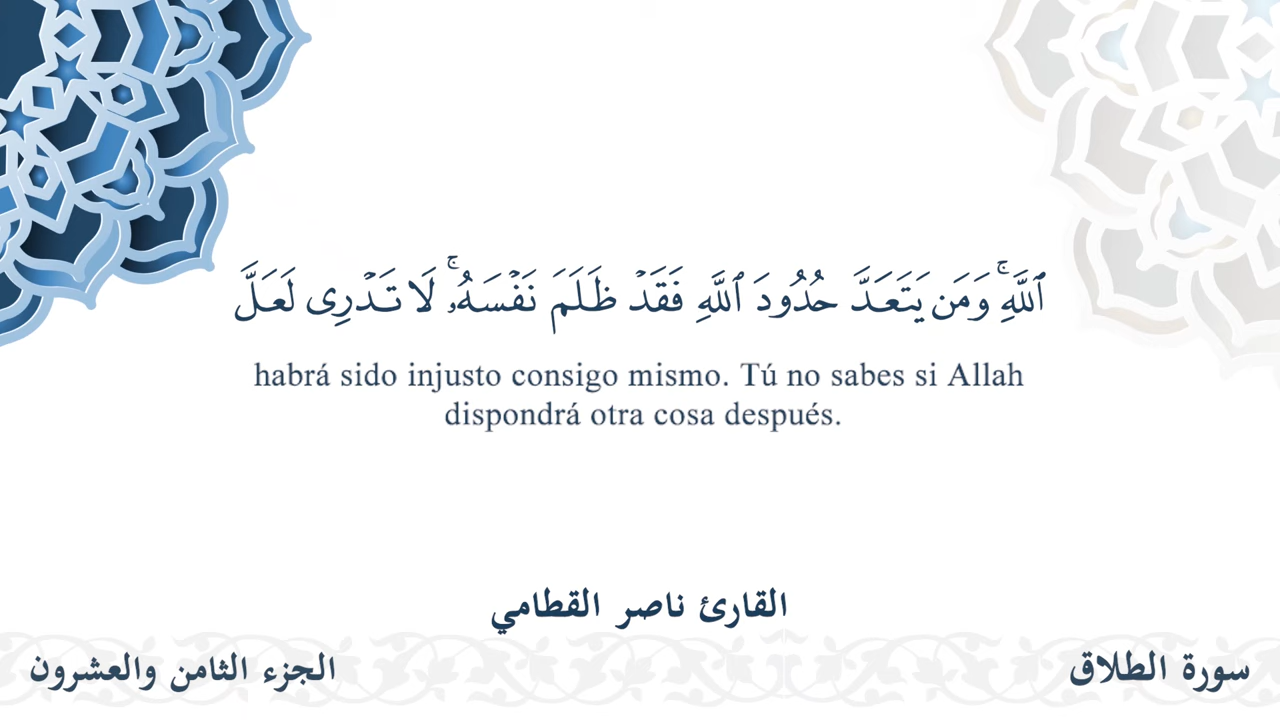 ٱللَّهِۚ وَمَن يَتَعَدَّ حُدُودَ ٱللَّهِ فَقَدۡ ظَلَمَ نَفۡسَهُۥۚ لَا تَدۡرِى لَعَلَّ
habrá sido injusto consigo mismo. Tú no sabes si Allah
dispondrá otra cosa después.
القارئ ناصر القطامي
سورة الطلاق
الجزء الثامن والعشرون